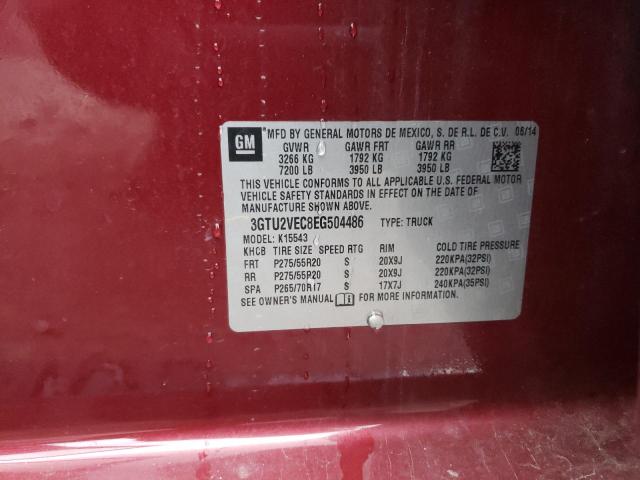 GM MFD BY GENERAL MOTORS DE MEXICO, S. DE R.L. DE C.V. 06/14
GVWR GAWR FRT GAWR RR
3266 KG 1792 KG 1792 KG
7200 LB 3950 LB 3950 LB
THIS VEHICLE CONFORMS TO ALL APPLICABLE U.S. FEDERAL MOTOR
VEHICLE SAFETY STANDARDS IN EFFECT ON THE DATE OF
MANUFACTURE SHOWN ABOVE.
3GTU2VEC8EG504486 TYPE: TRUCK
MODEL: K15543
KHCB TIRE SIZE SPEED RTG RIM COLD TIRE PRESSURE
FRT P275/55R20 S 20X9J 220KPA(32PSI)
RR P275/55R20 S 20X9J 220KPA(32PSI)
SPA P265/70R17 S 17X7J 240KPA(35PSI)
SEE OWNER'S MANUAL FOR MORE INFORMATION.